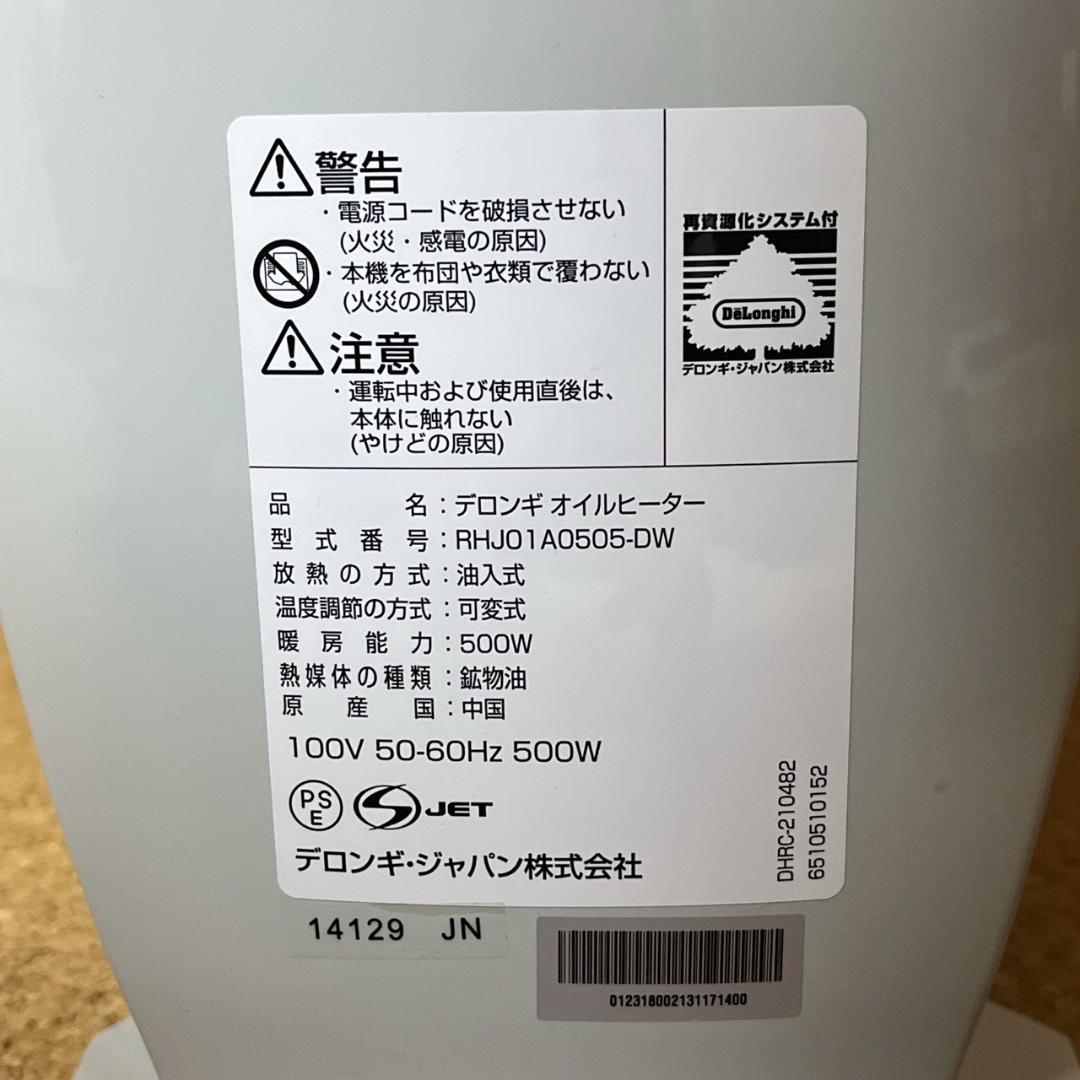 警告
・電源コードを破損させない
(火災・感電の原因)
・本機を布団や衣類で覆わない
(火災の原因)
注意
・運転中および使用直後は、
本体に触れない
(やけどの原因)
再資源化システム付
DeLonghi
デロンギ・ジャパン株式会社
品名:デロンギ オイルヒーター
型式番号:RHJ01A0505-DW
放熱の方式:油入式
温度調節の方式:可変式
暖房能力:500W
熱媒体の種類:鉱物油
原産国:中国
100V 50-60Hz 500W
PSE
S JET
デロンギ・ジャパン株式会社
DHRC-210482
6510510152
14129 JN
012318002131171400